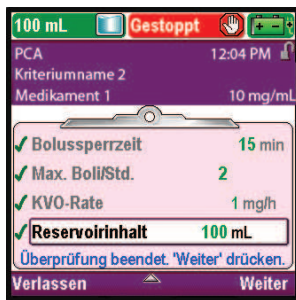 100 mL Gestoppt
PCA 12:04 PM
Kriteriumname 2
Medikament 1 10 mg/mL
Bolussperrzeit 15 min
Max. Boli/Std. 2
KVO-Rate 1 mg/h
Reservoirinhalt 100 mL
Überprüfung beendet. 'Weiter' drücken.
Verlassen Weiter